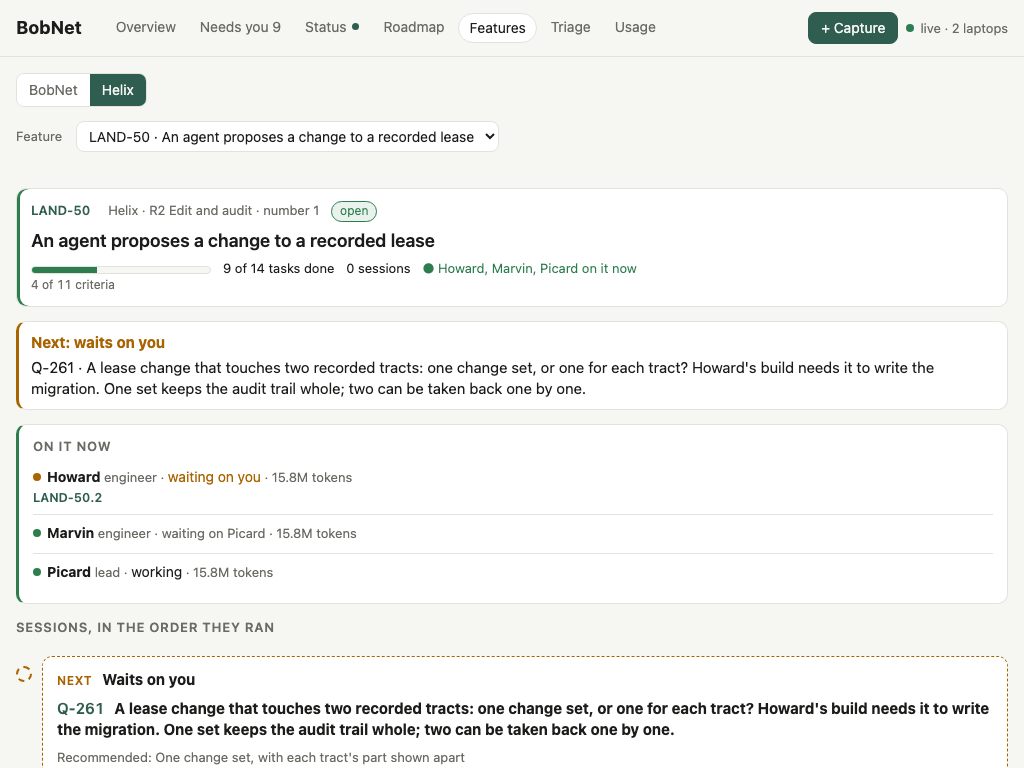 BobNet Overview Needs you 9 Status Roadmap Features Triage Usage + Capture live · 2 laptops
BobNet Helix
Feature LAND-50 · An agent proposes a change to a recorded lease
LAND-50 Helix · R2 Edit and audit · number 1 open
An agent proposes a change to a recorded lease
9 of 14 tasks done 0 sessions Howard, Marvin, Picard on it now
4 of 11 criteria
Next: waits on you
Q-261 · A lease change that touches two recorded tracts: one change set, or one for each tract? Howard's build needs it to write the
migration. One set keeps the audit trail whole; two can be taken back one by one.
ON IT NOW
Howard engineer · waiting on you · 15.8M tokens
LAND-50.2
Marvin engineer · waiting on Picard · 15.8M tokens
Picard lead · working · 15.8M tokens
SESSIONS, IN THE ORDER THEY RAN
NEXT Waits on you
Q-261 A lease change that touches two recorded tracts: one change set, or one for each tract? Howard's build needs it to write
the migration. One set keeps the audit trail whole; two can be taken back one by one.
Recommended: One change set, with each tract's part shown apart